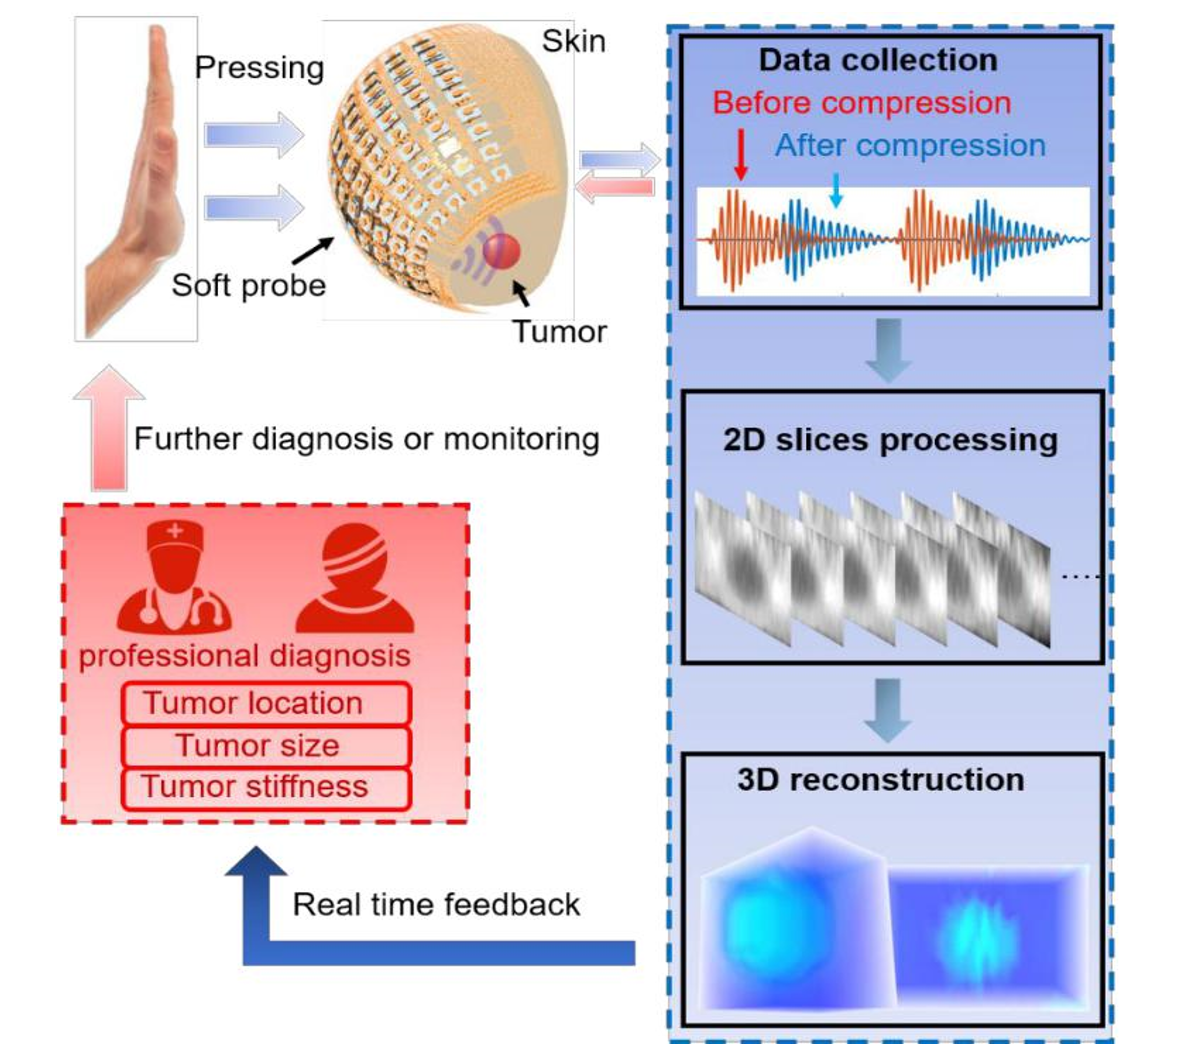 Pressing
Skin
Soft probe
Tumor
Data collection
Before compression
After compression
2D slices processing
3D reconstruction
Real time feedback
professional diagnosis
Tumor location
Tumor size
Tumor stiffness
Further diagnosis or monitoring